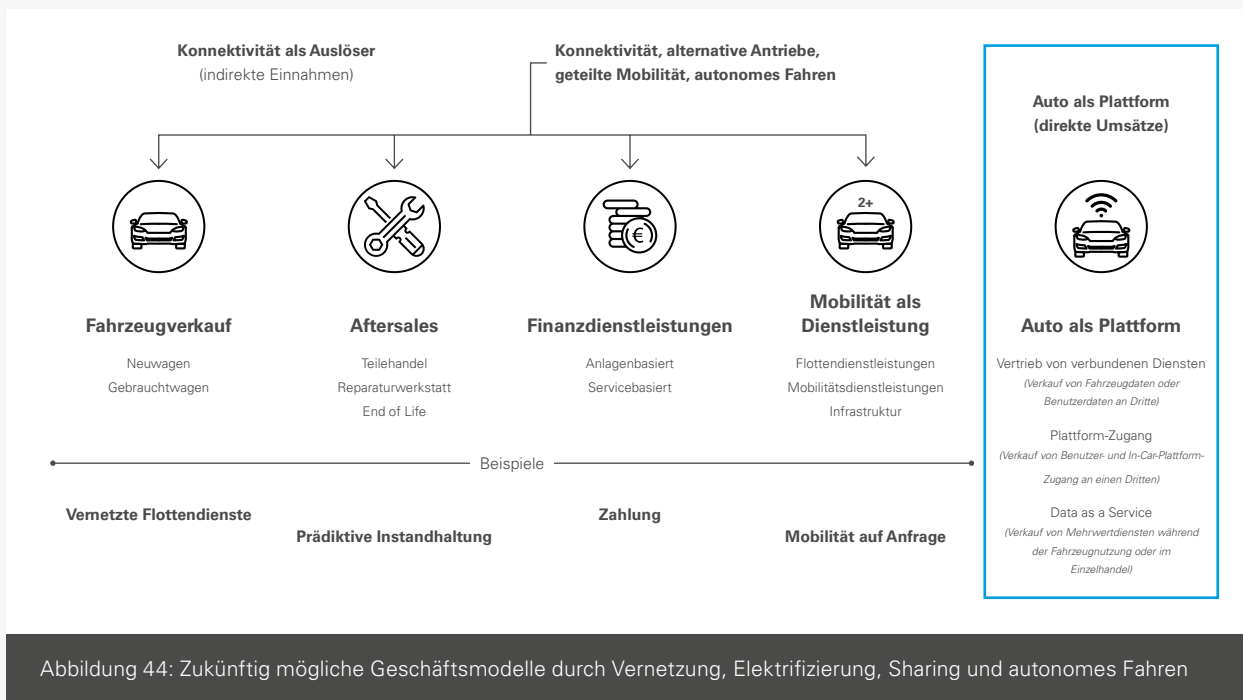 Konnektivität als Auslöser
(indirekte Einnahmen)
Konnektivität, alternative Antriebe,
geteilte Mobilität, autonomes Fahren
Auto als Plattform
(direkte Umsätze)
€
2+
Fahrzeugverkauf
Neuwagen
Gebrauchtwagen
Aftersales
Teilehandel
Reparaturwerkstatt
End of Life
Finanzdienstleistungen
Anlagenbasiert
Servicebasiert
Mobilität als
Dienstleistung
Flottendienstleistungen
Mobilitätsdienstleistungen
Infrastruktur
Auto als Plattform
Vertrieb von verbundenen Diensten
(Verkauf von Fahrzeugdaten oder
Benutzerdaten an Dritte)
Plattform-Zugang
(Verkauf von Benutzer- und In-Car-Plattform-
Zugang an einen Dritten)
Data as a Service
(Verkauf von Mehrwertdiensten während
der Fahrzeugnutzung oder im
Einzelhandel)
Beispiele
Vernetzte Flottendienste
Prädiktive Instandhaltung
Zahlung
Mobilität auf Anfrage
Abbildung 44: Zukünftig mögliche Geschäftsmodelle durch Vernetzung, Elektrifizierung, Sharing und autonomes Fahren